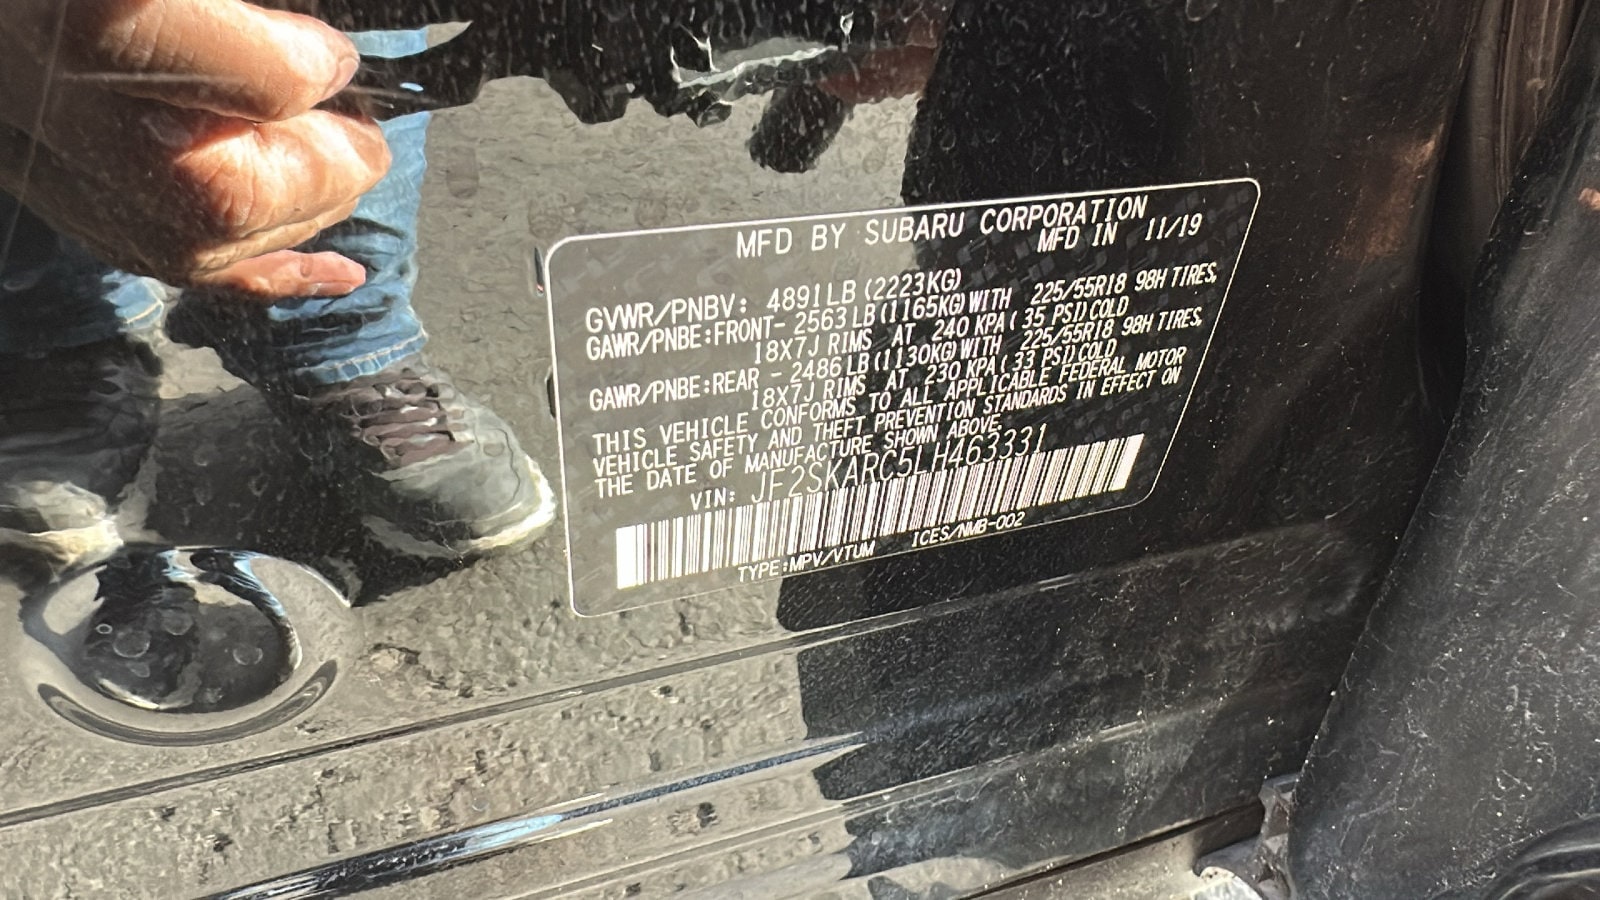 MFD BY SUBARU CORPORATION
MFD IN 11/19
GVWR/PNBV: 4891LB (2223KG)
GAWR/PNBE:FRONT- 2563LB(1165KG)WITH 225/55R18 98H TIRES,
18X7J RIMS AT 240 KPA( 35 PSI)COLD
GAWR/PNBE:REAR - 2486LB(1130KG)WITH 225/55R18 98H TIRES,
18X7J RIMS AT 230 KPA( 33 PSI)COLD
THIS VEHICLE CONFORMS TO ALL APPLICABLE FEDERAL MOTOR
VEHICLE SAFETY AND THEFT PREVENTION STANDARDS IN EFFECT ON
THE DATE OF MANUFACTURE SHOWN ABOVE.
VIN: JF2SKARC5LH463331
TYPE:MPV/VTUM ICES/NMB-002